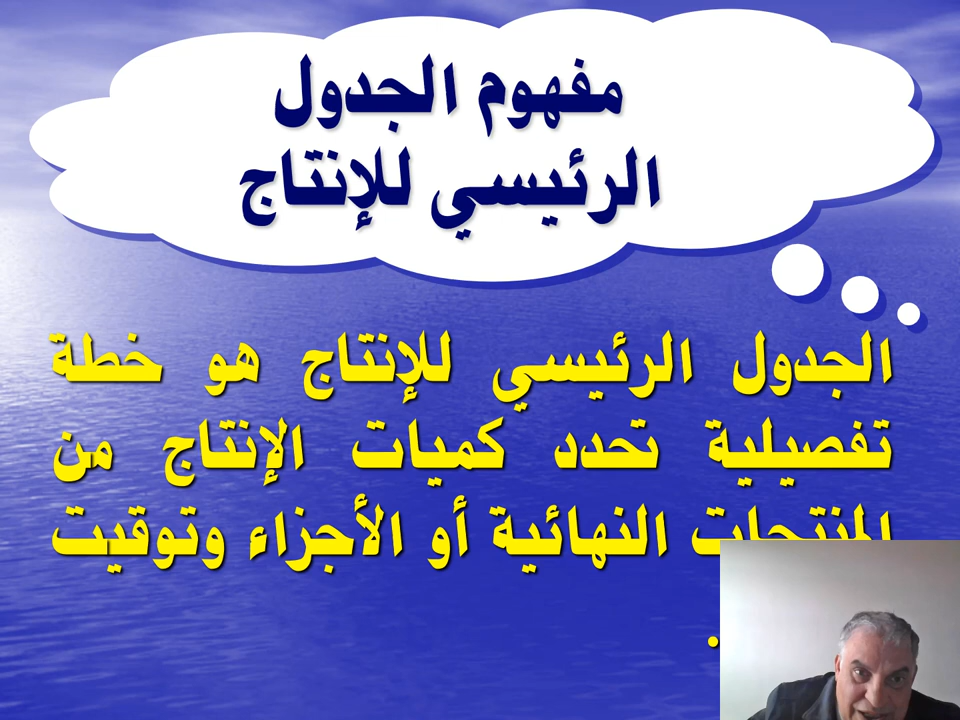 مفهوم الجدول
الرئيسي للإنتاج
الجدول الرئيسي للإنتاج هو خطة
تفصيلية تحدد كميات الإنتاج من
المنتجات النهائية أو الأجزاء وتوقيت
.